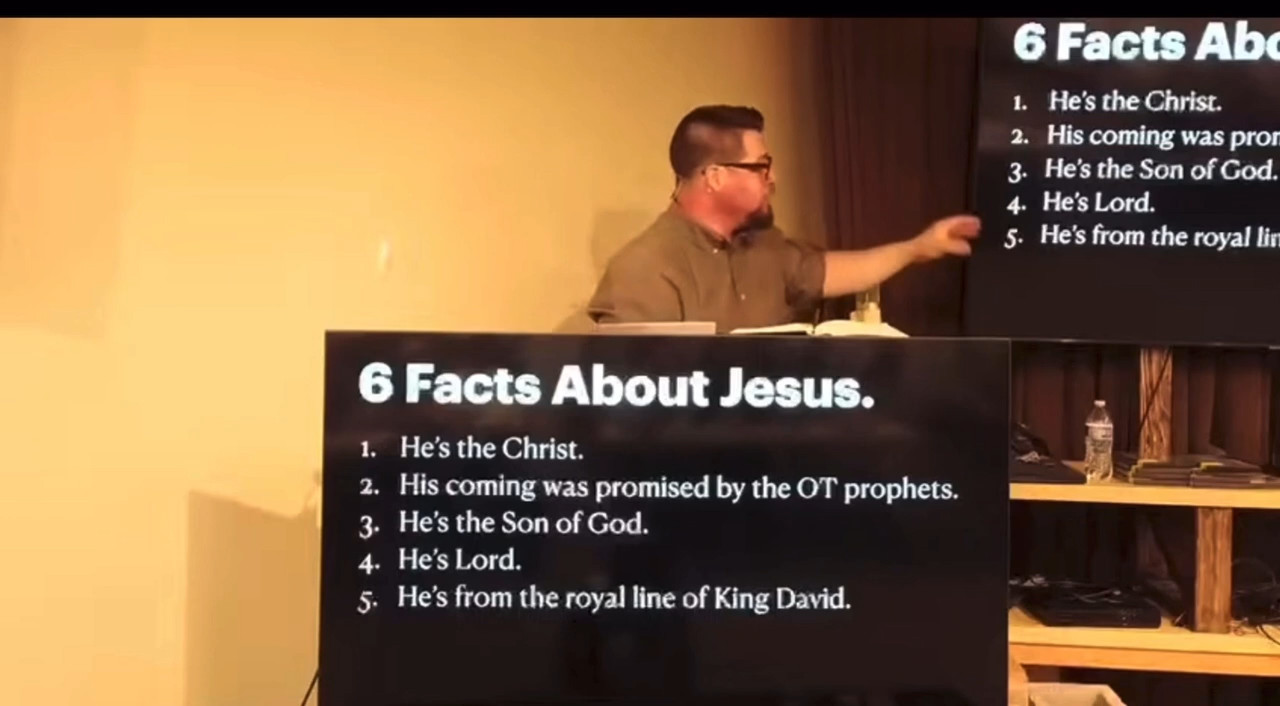 6 Facts About Jesus.
1. He's the Christ.
2. His coming was promised by the OT prophets.
3. He's the Son of God.
4. He's Lord.
5. He's from the royal line of King David.
6 Facts Abo
1. He's the Christ.
2. His coming was pron
3. He's the Son of God.
4. He's Lord.
5. He's from the royal lin